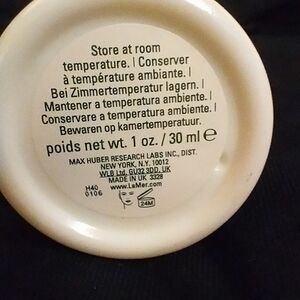 Store at room
temperature. | Conserver
à température ambiante. |
Bei Zimmertemperatur lagern. |
Mantener a temperatura ambiente. |
Conservare a temperatura ambiente. |
Bewaren op kamertemperatuur.
poids net wt. 1 oz. / 30 ml ℮
MAX HUBER RESEARCH LABS INC., DIST.
NEW YORK, N.Y. 10012
WLB Ltd. GU32 3DD, UK
MADE IN UK 3328
www.LaMer.com
H40
0106
24M